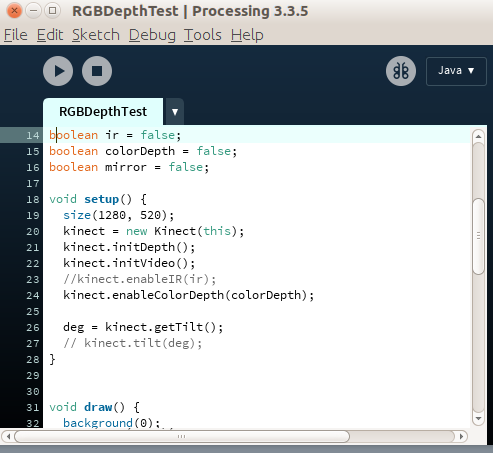 RGBDepthTest | Processing 3.3.5
File Edit Sketch Debug Tools Help
Java ▼
RGBDepthTest ▼
14 boolean ir = false;
15 boolean colorDepth = false;
16 boolean mirror = false;
17
18 void setup() {
19 size(1280, 520);
20 kinect = new Kinect(this);
21 kinect.initDepth();
22 kinect.initVideo();
23 //kinect.enableIR(ir);
24 kinect.enableColorDepth(colorDepth);
25
26 deg = kinect.getTilt();
27 // kinect.tilt(deg);
28 }
29
30
31 void draw() {
32 background(0);